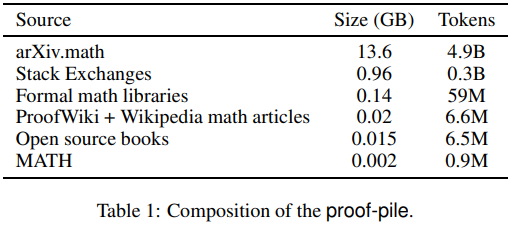 Source Size (GB) Tokens
arXiv.math 13.6 4.9B
Stack Exchanges 0.96 0.3B
Formal math libraries 0.14 59M
ProofWiki + Wikipedia math articles 0.02 6.6M
Open source books 0.015 6.5M
MATH 0.002 0.9M
Table 1: Composition of the proof-pile.